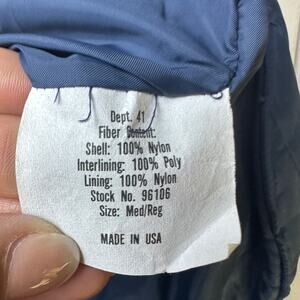 Dept. 41
Fiber Content:
Shell: 100% Nylon
Interlining: 100% Poly
Lining: 100% Nylon
Stock No. 96106
Size: Med/Reg
MADE IN USA